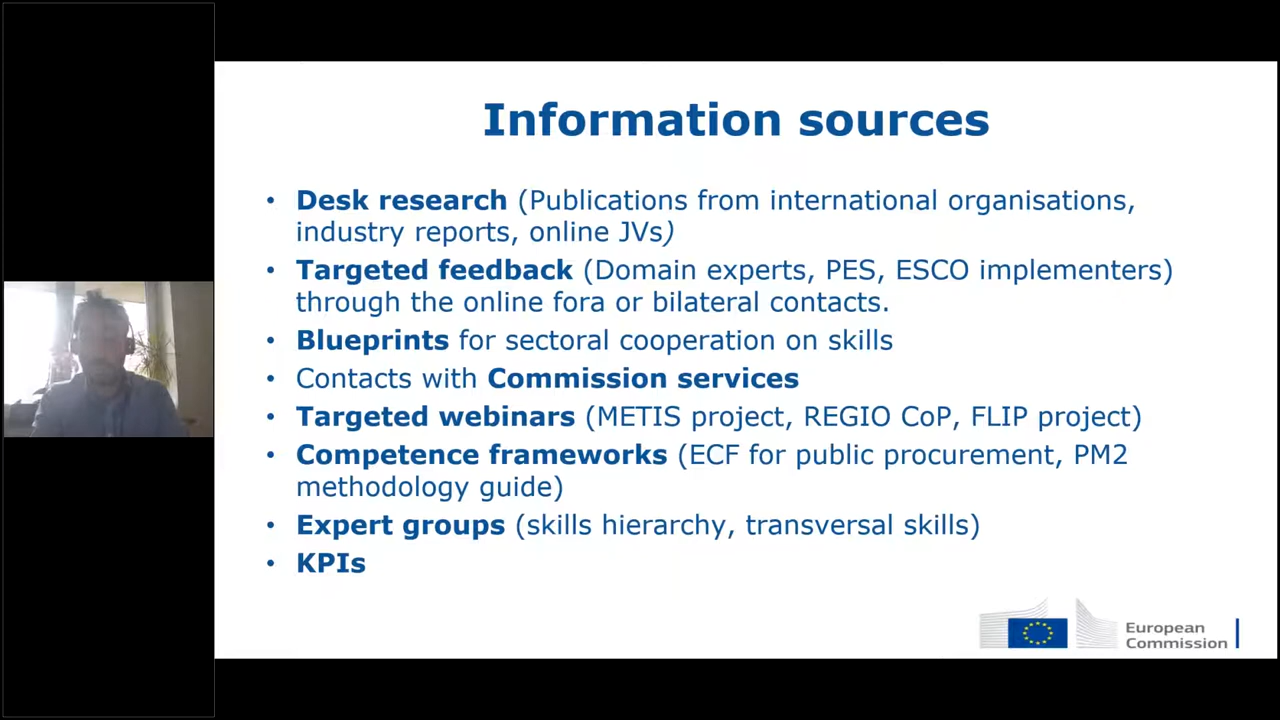 Information sources
• Desk research (Publications from international organisations,
industry reports, online JVs)
• Targeted feedback (Domain experts, PES, ESCO implementers)
through the online fora or bilateral contacts.
• Blueprints for sectoral cooperation on skills
• Contacts with Commission services
• Targeted webinars (METIS project, REGIO CoP, FLIP project)
• Competence frameworks (ECF for public procurement, PM2
methodology guide)
• Expert groups (skills hierarchy, transversal skills)
• KPIs
European
Commission